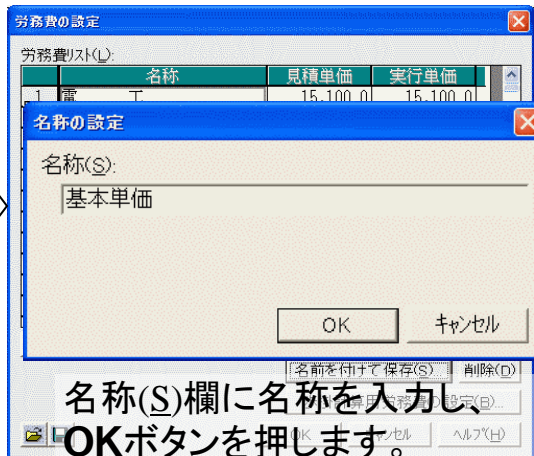 労務費の設定
労務費リスト(L):
名称 見積単価 実行単価
1 電 工 15,100.0 15,100.0
名称の設定
名称(S):
基本単価
OK キャンセル
名前を付けて保存(S)... 削除(D)
設定(B)...
名称(S)欄に名称を入力し、
OKボタンを押します。
ヘルプ(H)